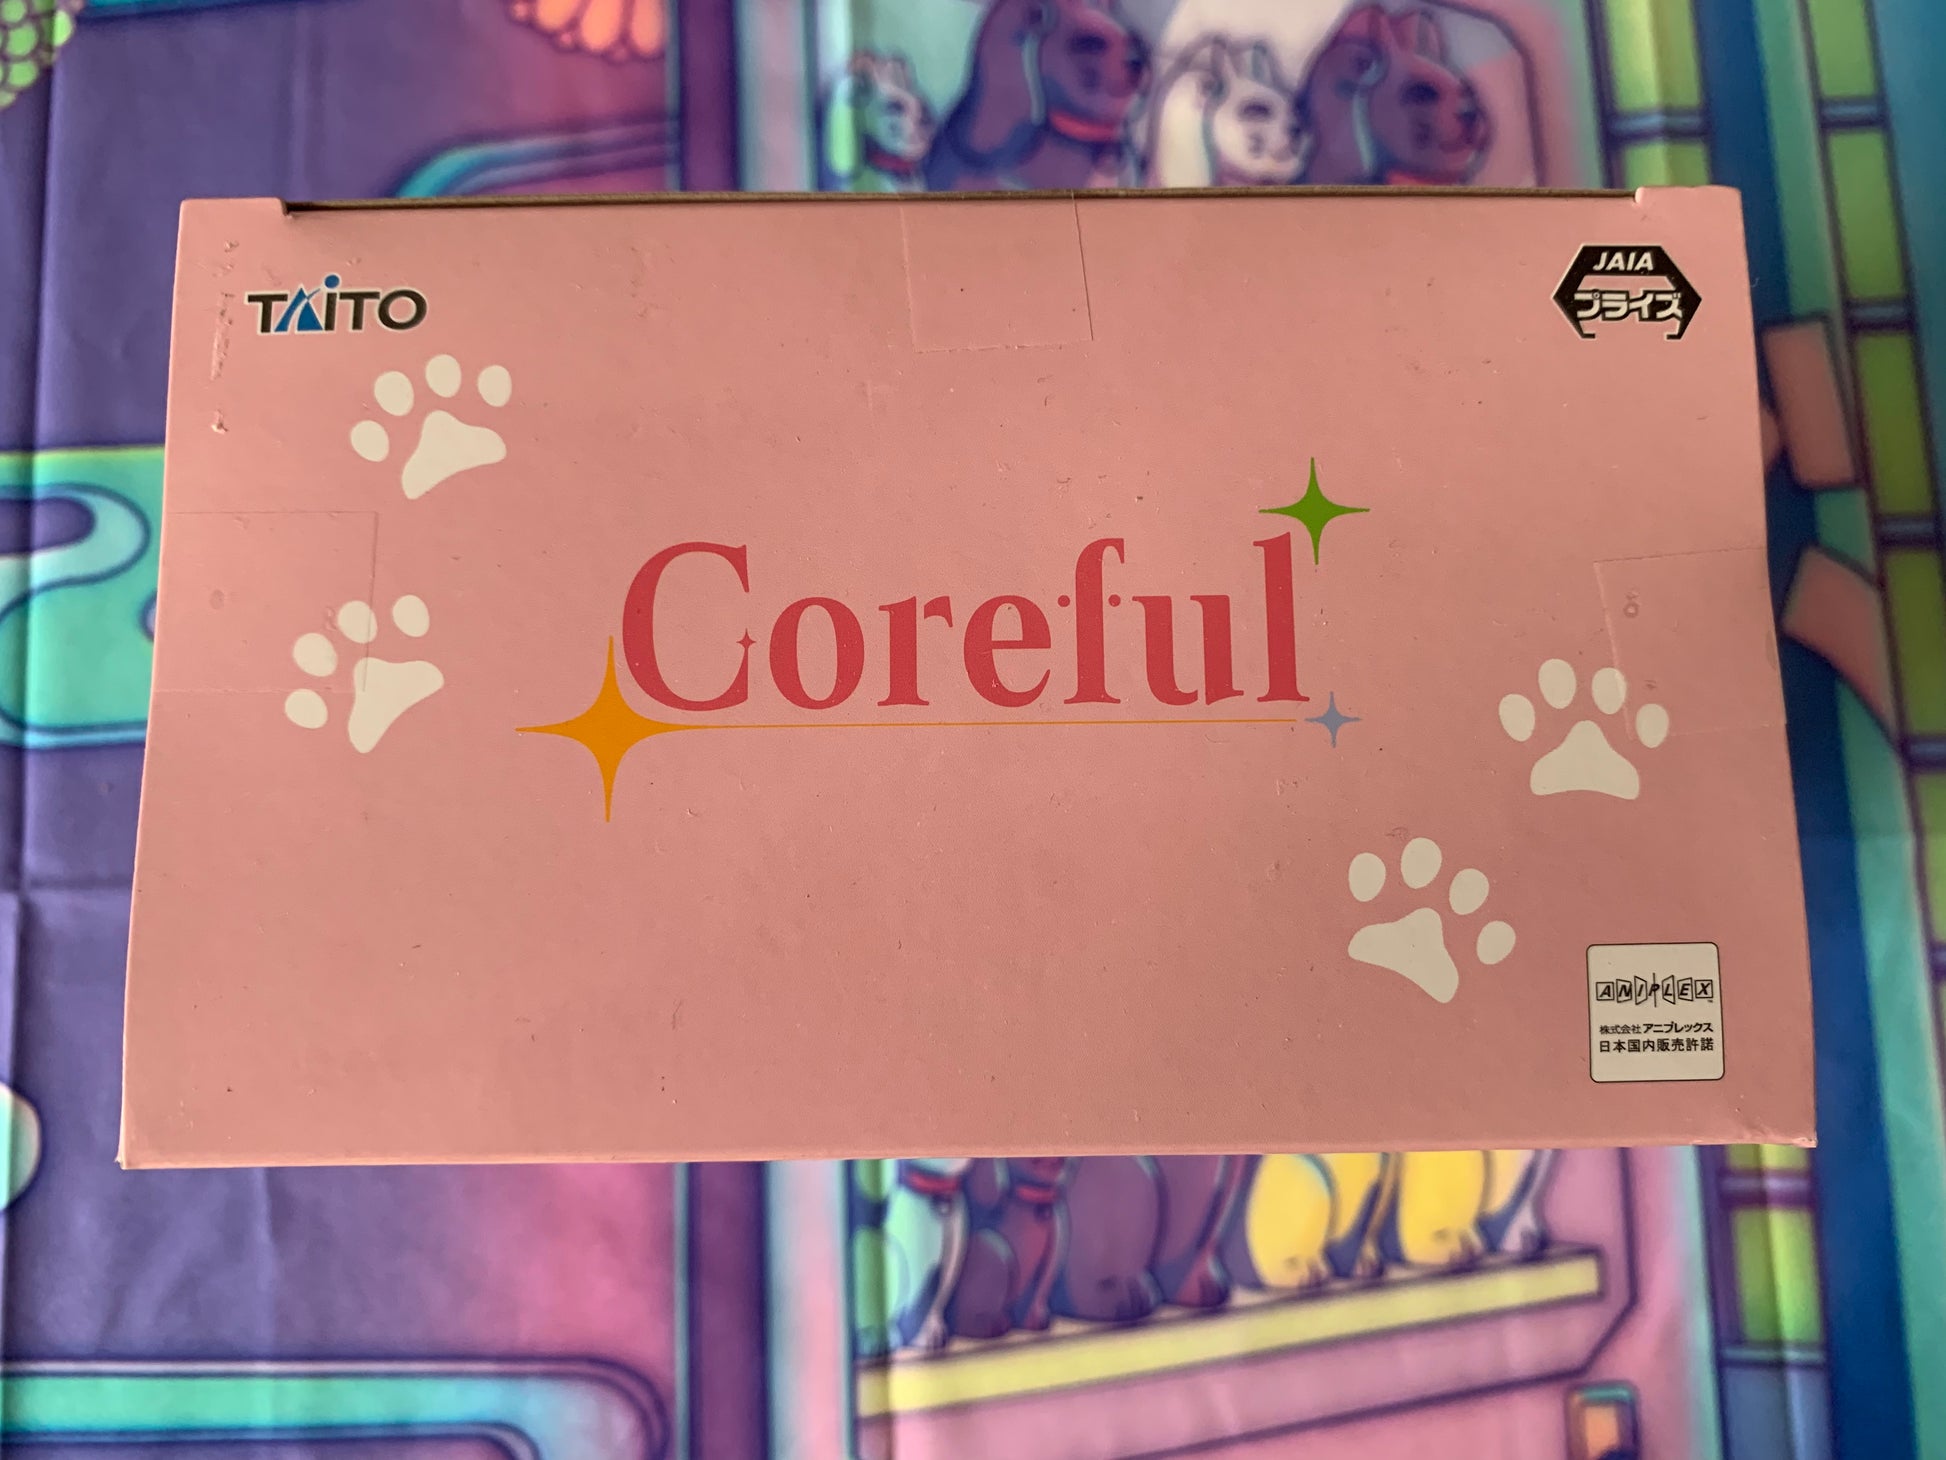 TAiTO
JAIA
プライズ
Coreful
ANIPLEX
株式会社アニプレックス
日本国内販売許諾